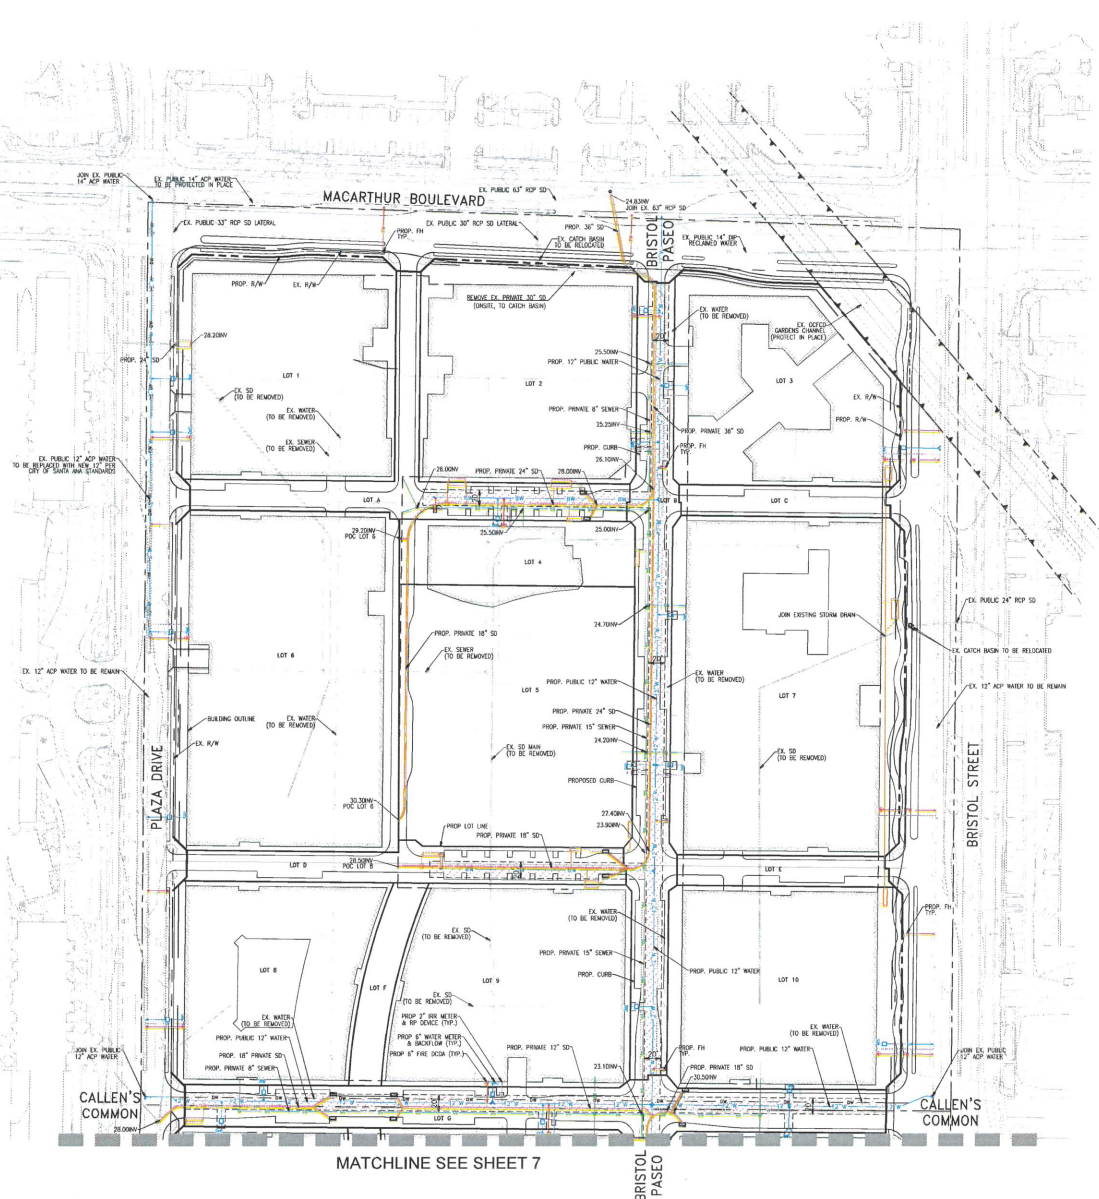 JOIN EX. PUBLIC
14" ACP WATER
EX. PUBLIC 14" ACP WATER
TO BE PROTECTED IN PLACE
MACARTHUR BOULEVARD
EX. PUBLIC 63" RCP SD
24.83INV
JOIN EX. 63" RCP SD
EX. PUBLIC 33" RCP SD LATERAL
EX. PUBLIC 30" RCP SD LATERAL
PROP. FH
TYP.
PROP. 36" SD
EX. CATCH BASIN
TO BE RELOCATED
BRISTOL
PASEO
EX. PUBLIC 14" DIP
RECLAIMED WATER
PROP. R/W
EX. R/W
REMOVE EX. PRIVATE 30" SD
(ONSITE, TO CATCH BASIN)
EX. WATER
(TO BE REMOVED)
EX. OCFCD
GARDENS CHANNEL
(PROTECT IN PLACE)
28.20INV
PROP. 24" SD
20'
25.50INV
PROP. 12" PUBLIC WATER
LOT 1
LOT 2
LOT 3
EX. SD
(TO BE REMOVED)
EX. WATER
(TO BE REMOVED)
EX. SEWER
(TO BE REMOVED)
PROP. PRIVATE 8" SEWER
25.25INV
PROP. PRIVATE 36" SD
EX. R/W
PROP. R/W
PROP. CURB
PROP. FH
TYP.
26.10INV
EX. PUBLIC 12" ACP WATER
TO BE REPLACED WITH NEW 12" PER
CITY OF SANTA ANA STANDARDS
26.00INV
PROP. PRIVATE 24" SD
28.00INV
LOT A
LOT B
LOT C
29.20INV
POC LOT 6
25.50INV
25.00INV
LOT 4
EX. PUBLIC 24" RCP SD
24.70INV
JOIN EXISTING STORM DRAIN
PROP. PRIVATE 18" SD
EX. SEWER
(TO BE REMOVED)
EX. CATCH BASIN TO BE RELOCATED
LOT 6
20'
EX. 12" ACP WATER TO BE REMAIN
EX. WATER
(TO BE REMOVED)
PROP. PUBLIC 12" WATER
LOT 5
LOT 7
EX. 12" ACP WATER TO BE REMAIN
PROP. PRIVATE 24" SD
BUILDING OUTLINE
EX. WATER
(TO BE REMOVED)
PROP. PRIVATE 15" SEWER
24.20INV
EX. R/W
EX. SD MAIN
(TO BE REMOVED)
EX. SD
(TO BE REMOVED)
PLAZA DRIVE
BRISTOL STREET
PROPOSED CURB
30.30INV
POC LOT 6
27.40INV
23.90INV
PROP LOT LINE
PROP. PRIVATE 18" SD
LOT D
28.50INV
POC LOT 8
LOT E
PROP. FH
TYP.
EX. WATER
(TO BE REMOVED)
EX. SD
(TO BE REMOVED)
PROP. PRIVATE 15" SEWER
LOT 8
PROP. PUBLIC 12" WATER
PROP. CURB
LOT 9
LOT 10
LOT F
EX. SD
(TO BE REMOVED)
PROP 2" IRR METER
& RP DEVICE (TYP.)
EX. WATER
(TO BE REMOVED)
EX. WATER
(TO BE REMOVED)
PROP. PUBLIC 12" WATER
PROP 6" WATER METER
& BACKFLOW (TYP.)
PROP 6" FIRE DCDA (TYP.)
PROP. PRIVATE 12" SD
PROP. FH
TYP.
PROP. PUBLIC 12" WATER
JOIN EX. PUBLIC
12" ACP WATER
JOIN EX. PUBLIC
12" ACP WATER
PROP. 18" PRIVATE SD
20'
PROP. PRIVATE 8" SEWER
23.10INV
PROP. PRIVATE 18" SD
30.50INV
CALLEN'S
COMMON
CALLEN'S
COMMON
LOT G
28.00INV
MATCHLINE SEE SHEET 7
BRISTOL
PASEO